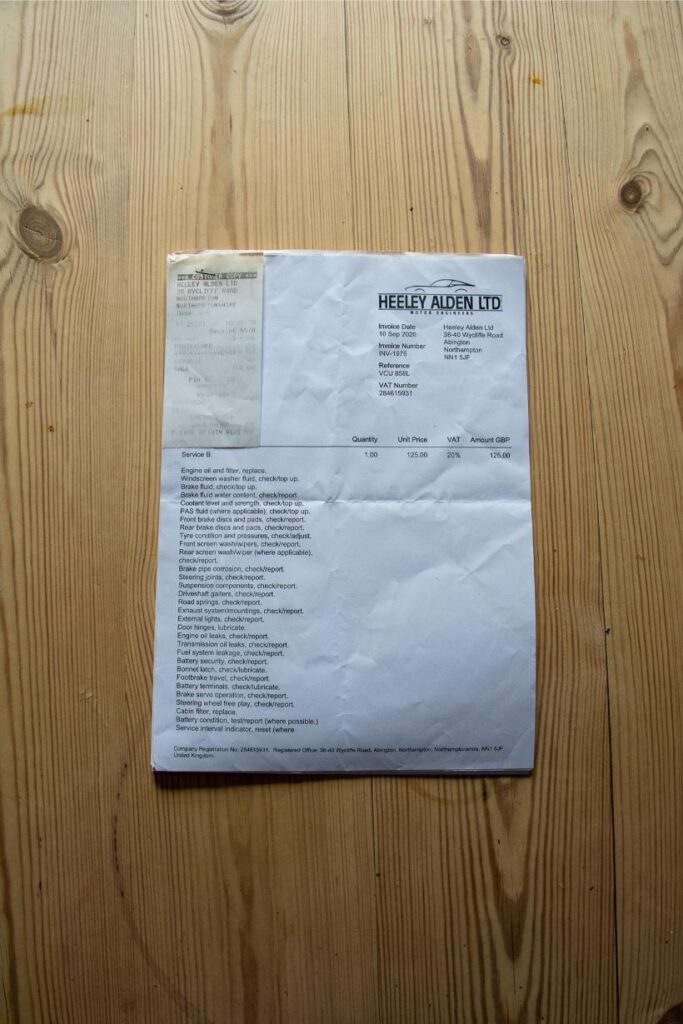 *** CUSTOMER COPY ***
HEELEY ALDEN LTD
ROAD
NORTHAMPTON
NORTHAMPTONSHIRE
SALE
PLEASE RETAIN RECEIPT
HEELEY ALDEN LTD
MOTOR ENGINEERS
Invoice Date
10 Sep 2020
Invoice Number
INV-1978
Reference
VCU 858L
VAT Number
284615931
Heeley Alden Ltd
38-40 Wycliffe Road
Abington
Northampton
NN1 5JF
Quantity Unit Price VAT Amount GBP
Service B. 1.00 125.00 20% 125.00
Engine oil and filter, replace.
Windscreen washer fluid, check/top up.
Brake fluid, check/top up.
Brake fluid water content, check/report.
Coolant level and strength, check/top up.
PAS fluid (where applicable), check/top up.
Front brake discs and pads, check/report.
Rear brake discs and pads, check/report.
Tyre condition and pressures, check/adjust.
Front screen wash/wipers, check/report.
Rear screen wash/wiper (where applicable),
check/report.
Brake pipe corrosion, check/report.
Steering joints, check/report.
Suspension components, check/report.
Driveshaft gaiters, check/report.
Road springs, check/report.
Exhaust system/mountings, check/report.
External lights, check/report.
Door hinges, lubricate.
Engine oil leaks, check/report.
Transmission oil leaks, check/report.
Fuel system leakage, check/report.
Battery security, check/report.
Bonnet latch, check/lubricate.
Footbrake travel, check/report.
Battery terminals, check/lubricate.
Brake servo operation, check/report.
Steering wheel free play, check/report.
Cabin filter, replace.
Battery condition, test/report (where possible.)
Service interval indicator, reset (where
Company Registration No: 284615931. Registered Office: 38-40 Wycliffe Road, Abington, Northampton, Northamptonshire, NN1 5JF,
United Kingdom.